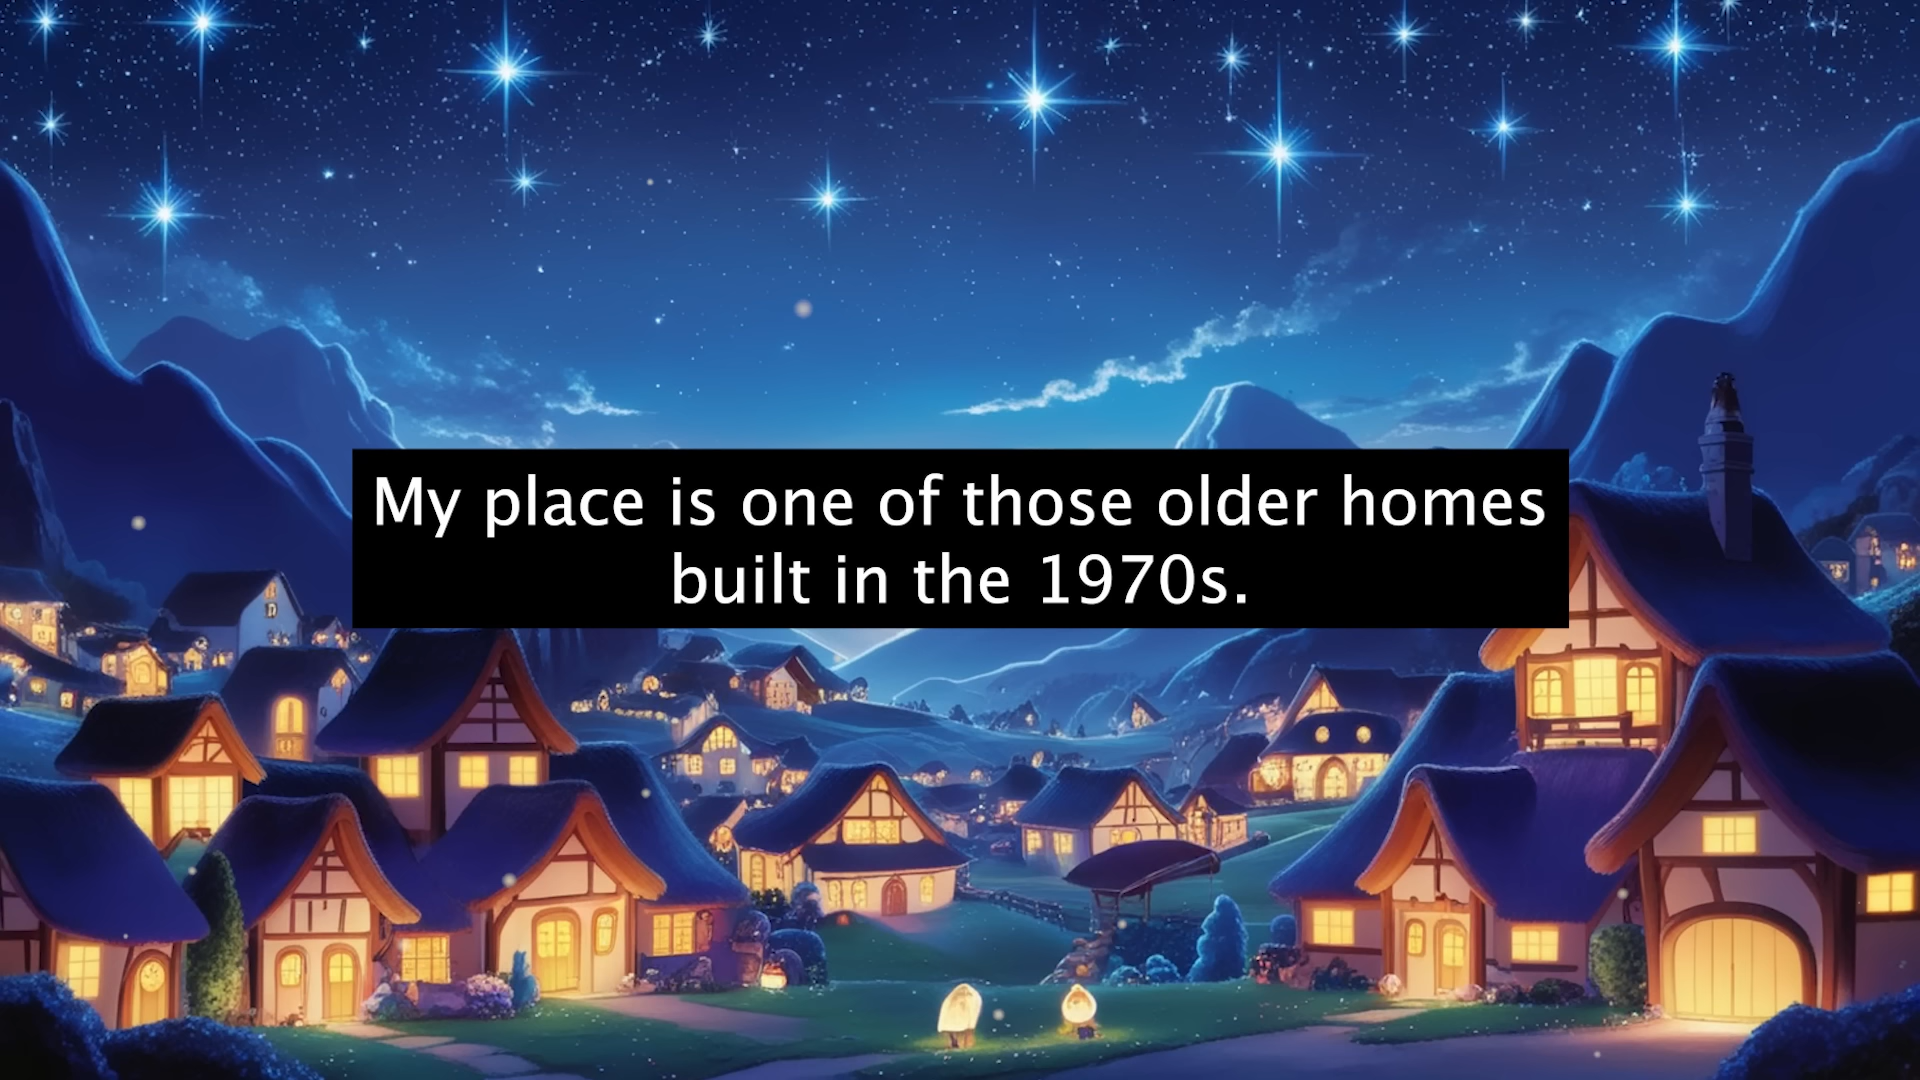 My place is one of those older homes
built in the 1970s.